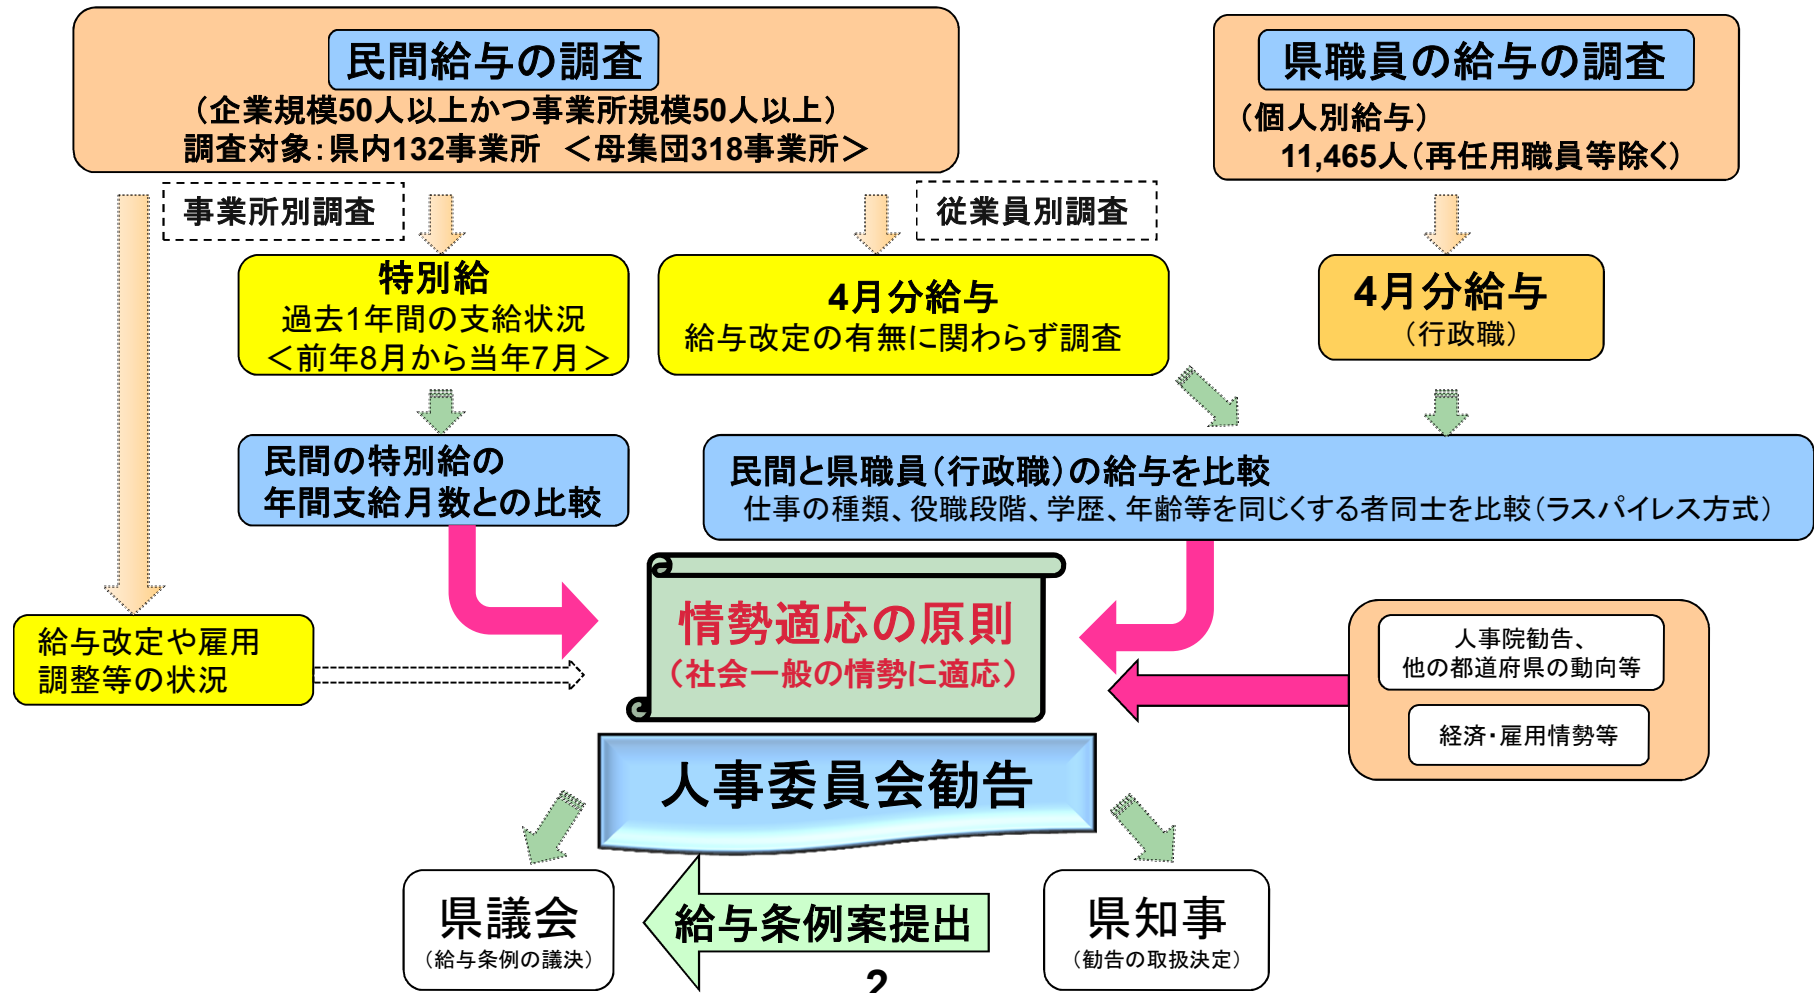 民間給与の調査
（企業規模50人以上かつ事業所規模50人以上）
調査対象：県内132事業所　＜母集団318事業所＞
県職員の給与の調査
（個人別給与）
11,465人（再任用職員等除く）
事業所別調査
従業員別調査
特別給
過去1年間の支給状況
＜前年8月から当年7月＞
4月分給与
給与改定の有無に関わらず調査
4月分給与
（行政職）
民間の特別給の
年間支給月数との比較
民間と県職員（行政職）の給与を比較
仕事の種類、役職段階、学歴、年齢等を同じくする者同士を比較（ラスパイレス方式）
情勢適応の原則
（社会一般の情勢に適応）
給与改定や雇用
調整等の状況
人事院勧告、
他の都道府県の動向等
経済・雇用情勢等
人事委員会勧告
県議会
（給与条例の議決）
給与条例案提出
県知事
（勧告の取扱決定）
2